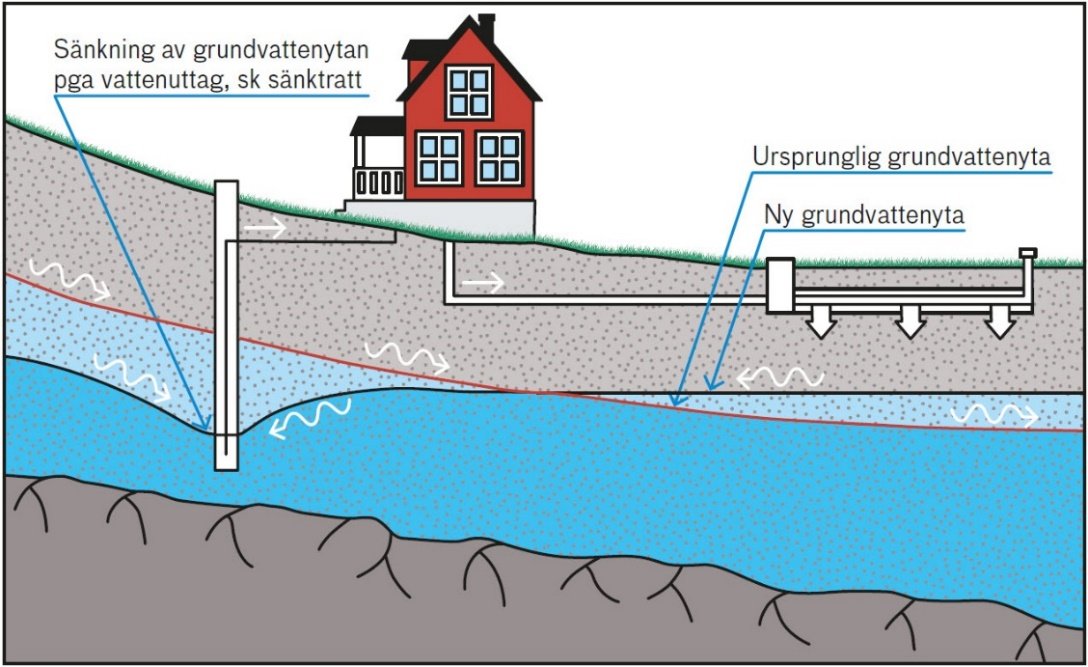 Sänkning av grundvattenytan
pga vattenuttag, sk sänktratt
Ursprunglig grundvattenyta
Ny grundvattenyta